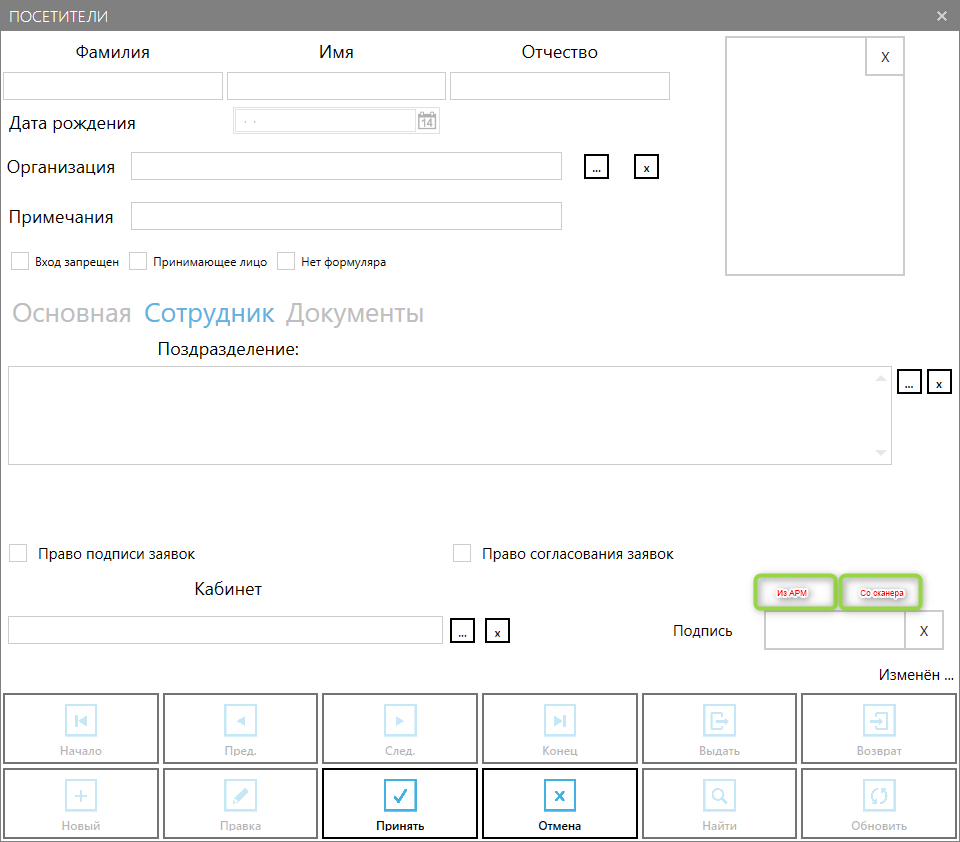 ПОСЕТИТЕЛИ
Фамилия Имя Отчество
X
Дата рождения . . 14
Организация ... x
Примечания
Вход запрещен Принимающее лицо Нет формуляра
Основная Сотрудник Документы
Поздразделение:
... x
Право подписи заявок Право согласования заявок
Кабинет Из АРМ Со сканера
... x Подпись X
Изменён ...
Начало Пред. След. Конец Выдать Возврат
Новый Правка Принять Отмена Найти Обновить